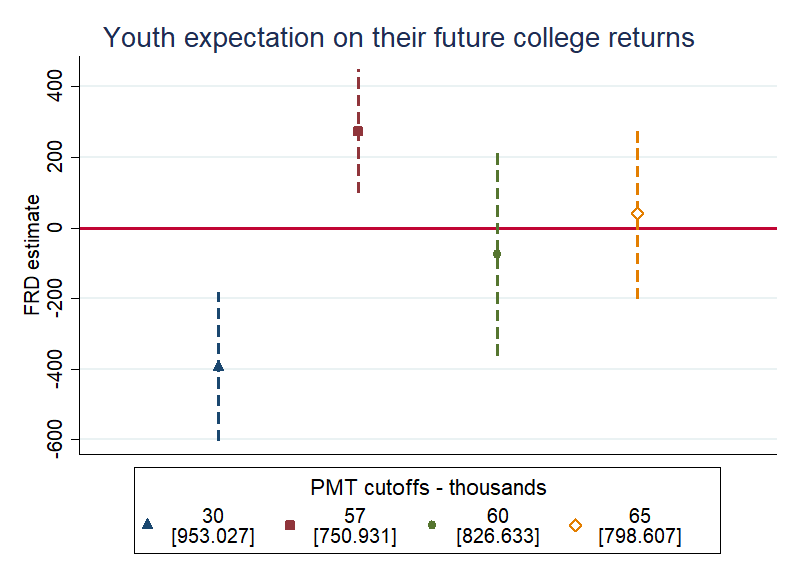 Youth expectation on their future college returns
FRD estimate
400
200
0
-200
-400
-600
PMT cutoffs - thousands
30 57 60 65
[953.027] [750.931] [826.633] [798.607]